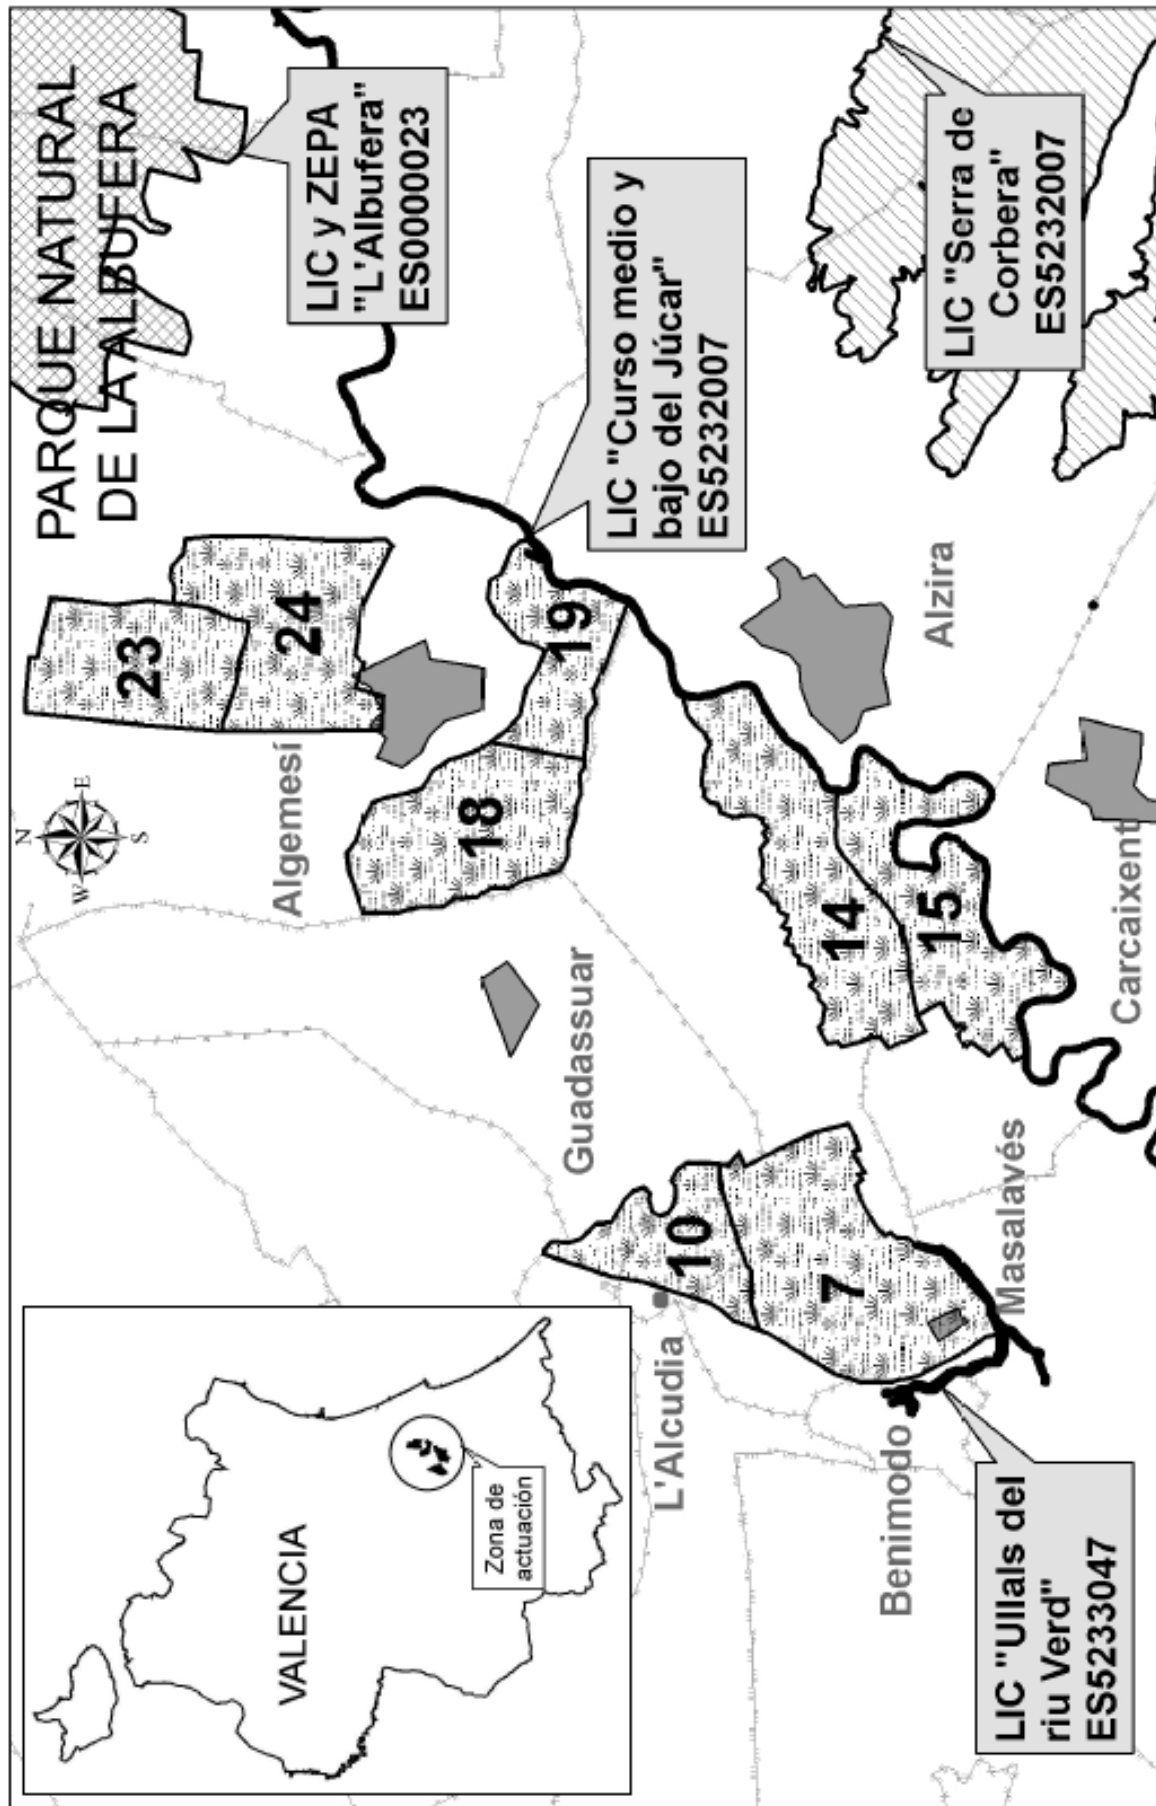 PARQUE NATURAL
DE LA ALBUFERA
LIC y ZEPA
"L'Albufera"
ES0000023
LIC "Curso medio y
bajo del Júcar"
ES5232007
LIC "Serra de
Corbera"
ES5232007
N
W
E
S
23
24
Algemesí
18
19
Guadassuar
Alzira
14
15
Carcaixent
10
7
L'Alcudia
Masalavés
Benimodo
LIC "Ullals del
riu Verd"
ES5233047
VALENCIA
Zona de
actuación